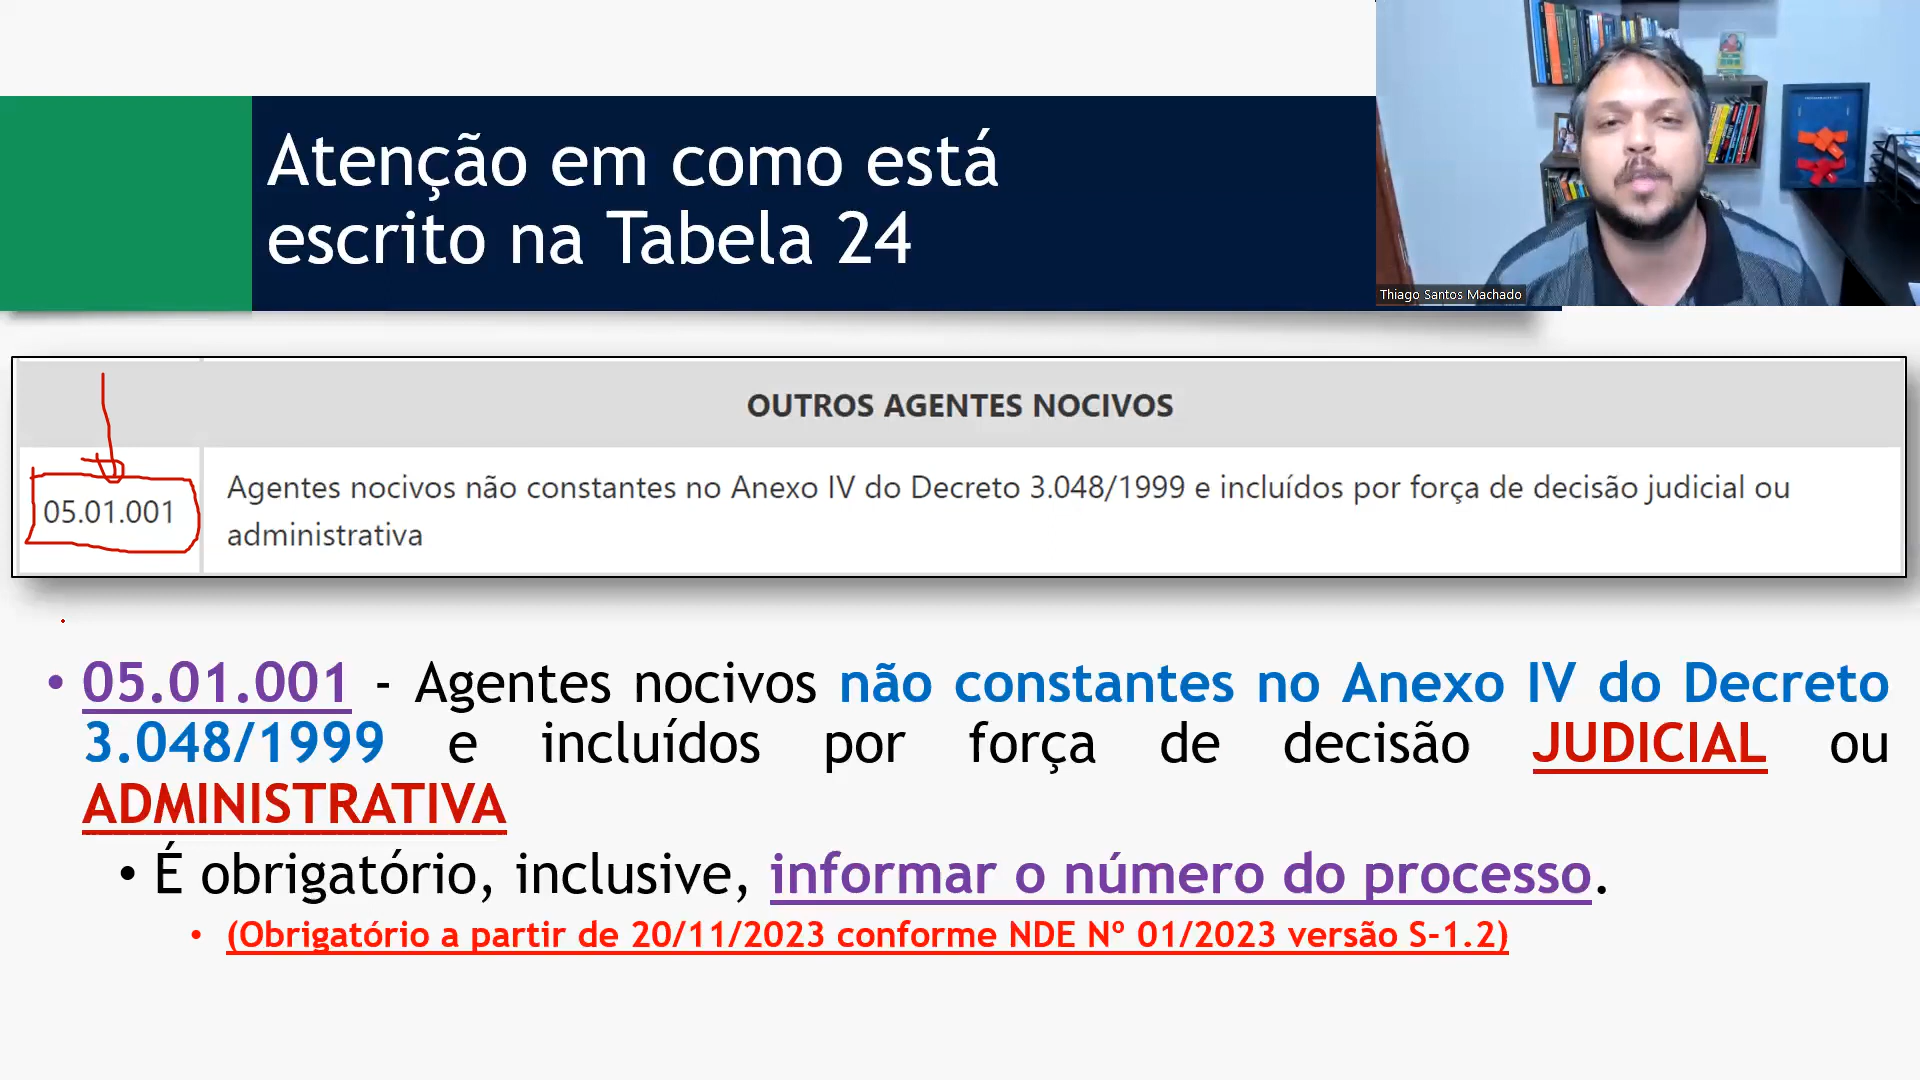 Atenção em como está
escrito na Tabela 24
Thiago Santos Machado
OUTROS AGENTES NOCIVOS
05.01.001
Agentes nocivos não constantes no Anexo IV do Decreto 3.048/1999 e incluídos por força de decisão judicial ou
administrativa
• 05.01.001 - Agentes nocivos não constantes no Anexo IV do Decreto
3.048/1999 e incluídos por força de decisão JUDICIAL ou
ADMINISTRATIVA
• É obrigatório, inclusive, informar o número do processo.
• (Obrigatório a partir de 20/11/2023 conforme NDE Nº 01/2023 versão S-1.2)